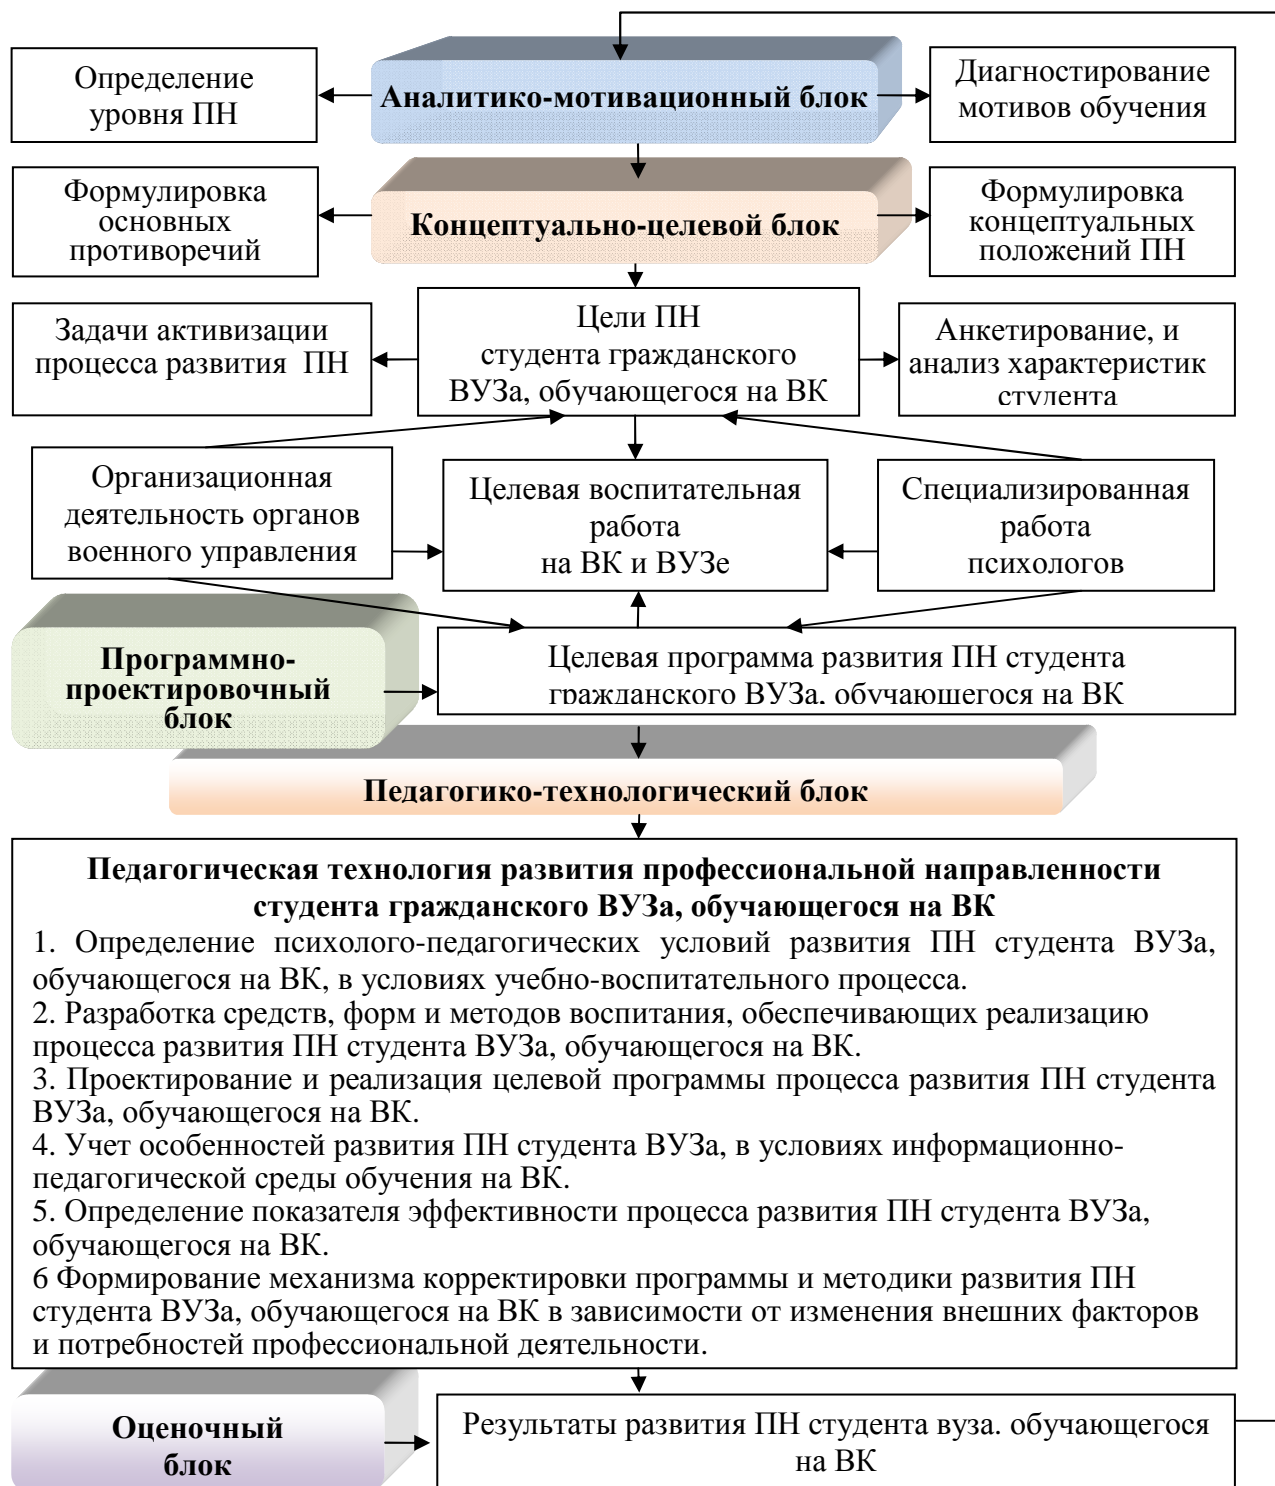 Определение
уровня ПН
Аналитико-мотивационный блок
Диагностирование
мотивов обучения
Формулировка
основных
противоречий
Концептуально-целевой блок
Формулировка
концептуальных
положений ПН
Задачи активизации
процесса развития ПН
Цели ПН
студента гражданского
ВУЗа, обучающегося на ВК
Анкетирование, и
анализ характеристик
студента
Организационная
деятельность органов
военного управления
Целевая воспитательная
работа
на ВК и ВУЗе
Специализированная
работа
психологов
Программно-
проектировочный
блок
Целевая программа развития ПН студента
гражданского ВУЗа, обучающегося на ВК
Педагогико-технологический блок
Педагогическая технология развития профессиональной направленности
студента гражданского ВУЗа, обучающегося на ВК
1. Определение психолого-педагогических условий развития ПН студента ВУЗа,
обучающегося на ВК, в условиях учебно-воспитательного процесса.
2. Разработка средств, форм и методов воспитания, обеспечивающих реализацию
процесса развития ПН студента ВУЗа, обучающегося на ВК.
3. Проектирование и реализация целевой программы процесса развития ПН студента
ВУЗа, обучающегося на ВК.
4. Учет особенностей развития ПН студента ВУЗа, в условиях информационно-
педагогической среды обучения на ВК.
5. Определение показателя эффективности процесса развития ПН студента ВУЗа,
обучающегося на ВК.
6 Формирование механизма корректировки программы и методики развития ПН
студента ВУЗа, обучающегося на ВК в зависимости от изменения внешних факторов
и потребностей профессиональной деятельности.
Оценочный
блок
Результаты развития ПН студента вуза. обучающегося
на ВК